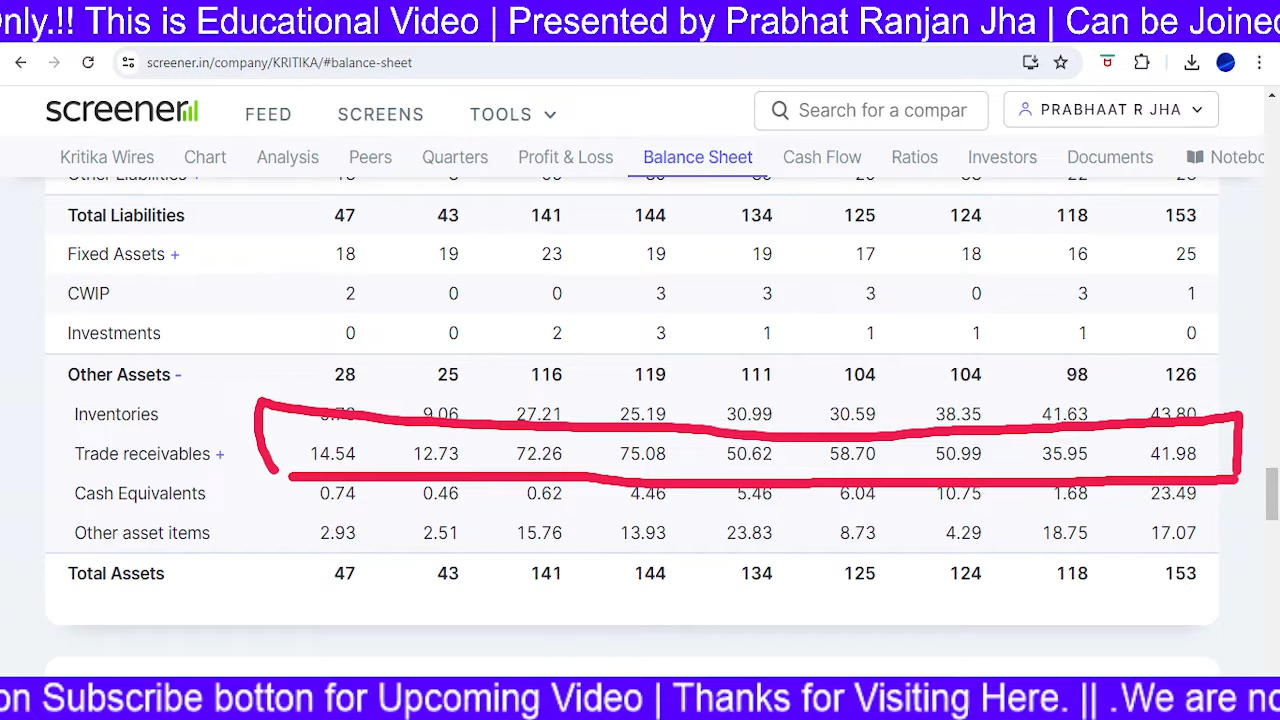 Only.!! This is Educational Video | Presented by Prabhat Ranjan Jha | Can be Joined
screener.in/company/KRITIKA/#balance-sheet
screener FEED SCREENS TOOLS Search for a compar PRABHAAT R JHA
Kritika Wires Chart Analysis Peers Quarters Profit & Loss Balance Sheet Cash Flow Ratios Investors Documents Notebo
Other Liabilities +
Total Liabilities 47 43 141 144 134 125 124 118 153
Fixed Assets + 18 19 23 19 19 17 18 16 25
CWIP 2 0 0 3 3 3 0 3 1
Investments 0 0 2 3 1 1 1 1 0
Other Assets - 28 25 116 119 111 104 104 98 126
Inventories 9.06 27.21 25.19 30.99 30.59 38.35 41.63 43.80
Trade receivables + 14.54 12.73 72.26 75.08 50.62 58.70 50.99 35.95 41.98
Cash Equivalents 0.74 0.46 0.62 4.46 5.46 6.04 10.75 1.68 23.49
Other asset items 2.93 2.51 15.76 13.93 23.83 8.73 4.29 18.75 17.07
Total Assets 47 43 141 144 134 125 124 118 153
on Subscribe botton for Upcoming Video | Thanks for Visiting Here. || .We are no